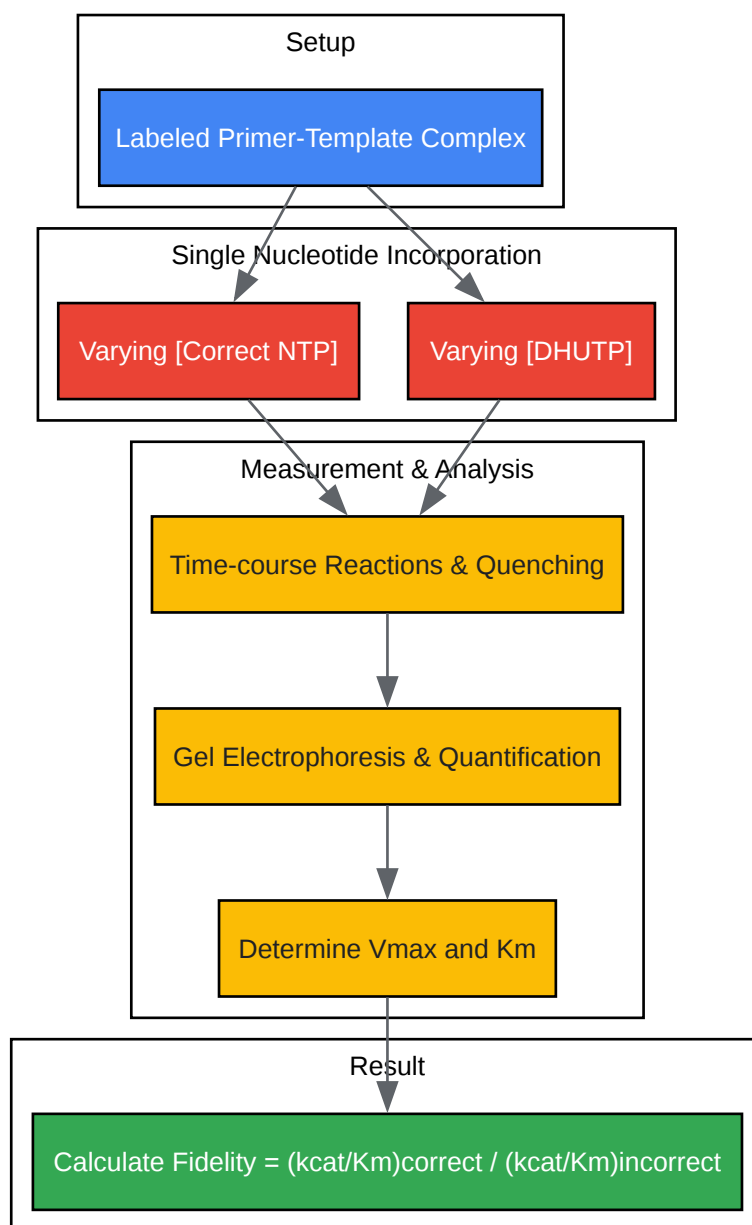 Setup
Labeled Primer-Template Complex
Single Nucleotide Incorporation
Varying [Correct NTP]
Varying [DHUTP]
Measurement & Analysis
Time-course Reactions & Quenching
Gel Electrophoresis & Quantification
Determine Vmax and Km
Result
Calculate Fidelity = (kcat/Km)correct / (kcat/Km)incorrect